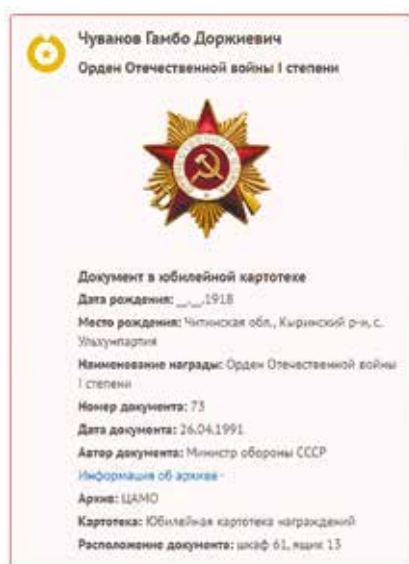 Чуванов Гамбо Доржиевич
Орден Отечественной войны I степени
Документ в юбилейной картотеке
Дата рождения: __.__.1918
Место рождения: Читинская обл., Кыринский р-н, с.
Ульхунпартия
Наименование награды: Орден Отечественной войны
I степени
Номер документа: 73
Дата документа: 26.04.1991
Автор документа: Министр обороны СССР
Информация об архиве -
Архив: ЦАМО
Картотека: Юбилейная картотека награждений
Расположение документа: шкаф 61, ящик 13